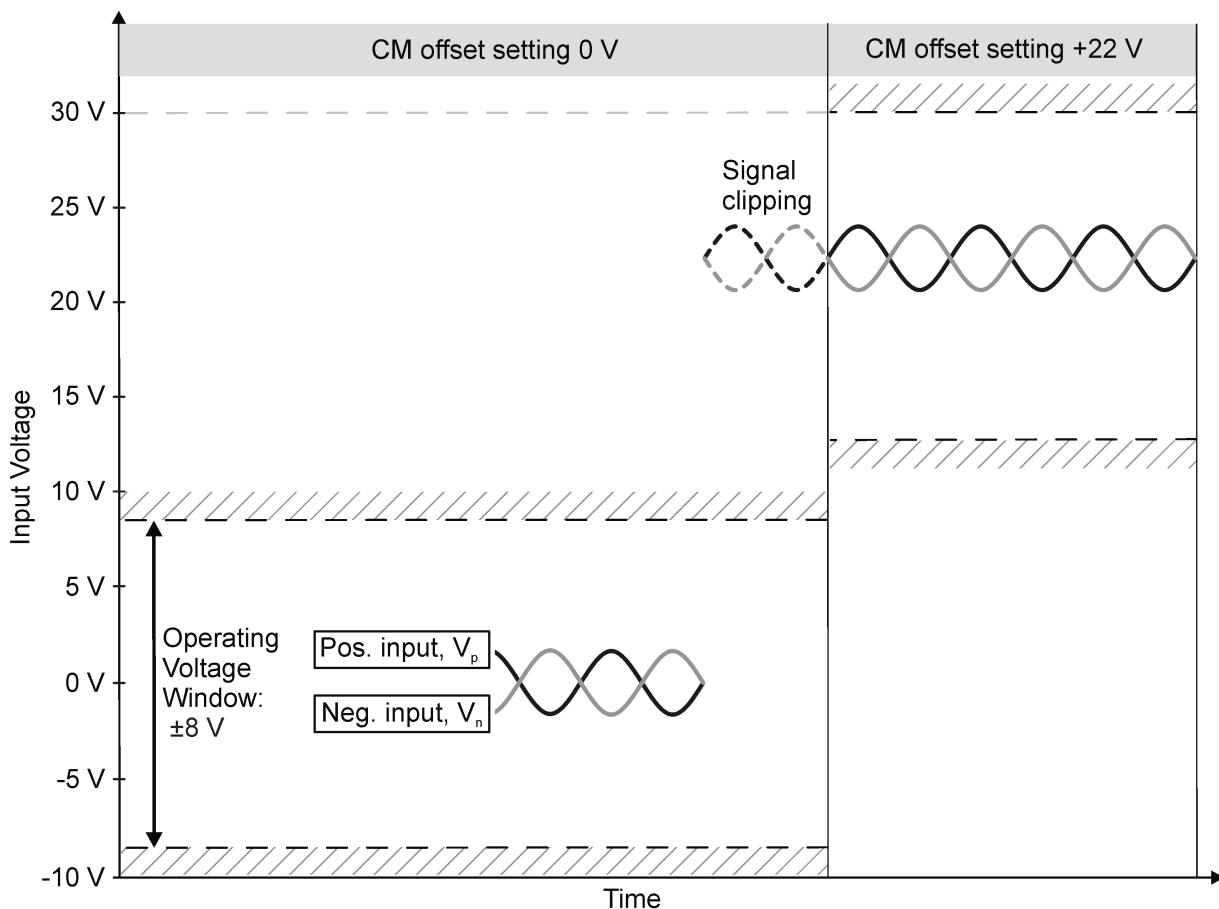 CM offset setting 0 V
CM offset setting +22 V
30 V
25 V
20 V
15 V
10 V
5 V
0 V
-5 V
-10 V
Input Voltage
Signal
clipping
Operating
Voltage
Window:
±8 V
Pos. input, Vp
Neg. input, Vn
Time